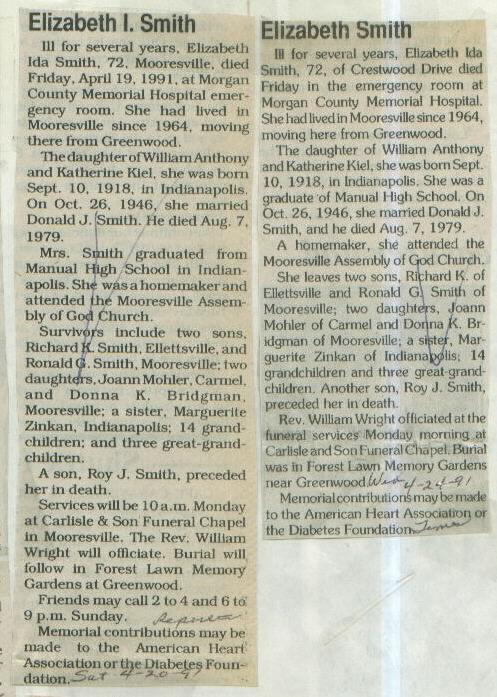 Elizabeth I. Smith
Ill for several years, Elizabeth
Ida Smith, 72, Mooresville, died
Friday, April 19, 1991, at Morgan
County Memorial Hospital emer-
gency room. She had lived in
Mooresville since 1964, moving
there from Greenwood.
The daughter of William Anthony
and Katherine Kiel, she was born
Sept. 10, 1918, in Indianapolis.
On Oct. 26, 1946, she married
Donald J. Smith. He died Aug. 7,
1979.
Mrs. Smith graduated from
Manual High School in Indian-
apolis. She was a homemaker and
attended the Mooresville Assem-
bly of God Church.
Survivors include two sons,
Richard K. Smith, Ellettsville, and
Ronald G. Smith, Mooresville; two
daughters, Joann Mohler, Carmel,
and Donna K. Bridgman,
Mooresville; a sister, Marguerite
Zinkan, Indianapolis; 14 grand-
children; and three great-grand-
children.
A son, Roy J. Smith, preceded
her in death.
Services will be 10 a.m. Monday
at Carlisle & Son Funeral Chapel
in Mooresville. The Rev. William
Wright will officiate. Burial will
follow in Forest Lawn Memory
Gardens at Greenwood.
Friends may call 2 to 4 and 6 to
9 p.m. Sunday.
Memorial contributions may be
made to the American Heart
Association or the Diabetes Foun-
dation. Sat 4-20-91
Elizabeth Smith
Ill for several years, Elizabeth Ida
Smith, 72, of Crestwood Drive died
Friday in the emergency room at
Morgan County Memorial Hospital.
She had lived in Mooresville since 1964,
moving here from Greenwood.
The daughter of William Anthony
and Katherine Kiel, she was born Sept.
10, 1918, in Indianapolis. She was a
graduate of Manual High School. On
Oct. 26, 1946, she married Donald J.
Smith, and he died Aug. 7, 1979.
A homemaker, she attended the
Mooresville Assembly of God Church.
She leaves two sons, Richard K. of
Ellettsville and Ronald G. Smith of
Mooresville; two daughters, Joann
Mohler of Carmel and Donna K. Br-
idgman of Mooresville; a sister, Mar-
guerite Zinkan of Indianapolis; 14
grandchildren and three great-grand-
children. Another son, Roy J. Smith,
preceded her in death.
Rev. William Wright officiated at the
funeral services Monday morning at
Carlisle and Son Funeral Chapel. Burial
was in Forest Lawn Memory Gardens
near Greenwood. Wed 4-24-91
Memorial contributions may be made
to the American Heart Association or
the Diabetes Foundation. Times